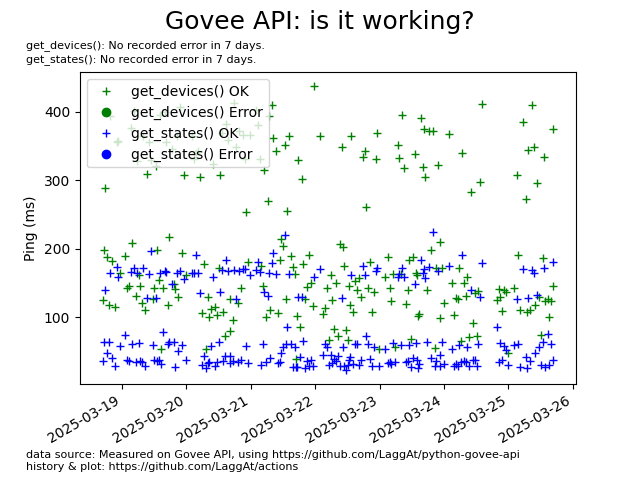 Govee API: is it working?
get_devices(): No recorded error in 7 days.
get_states(): No recorded error in 7 days.
get_devices() OK
get_devices() Error
get_states() OK
get_states() Error
400
300
200
100
Ping (ms)
2025-03-19
2025-03-20
2025-03-21
2025-03-22
2025-03-23
2025-03-24
2025-03-25
2025-03-26
data source: Measured on Govee API, using https://github.com/LaggAt/python-govee-api
history & plot: https://github.com/LaggAt/actions